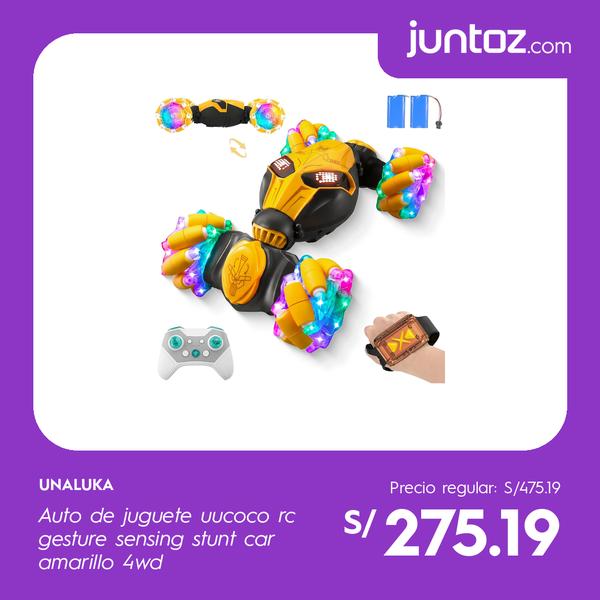 juntoz.com
UNALUKA
Auto de juguete uucoco rc
gesture sensing stunt car
amarillo 4wd
Precio regular: S/475.19
S/275.19